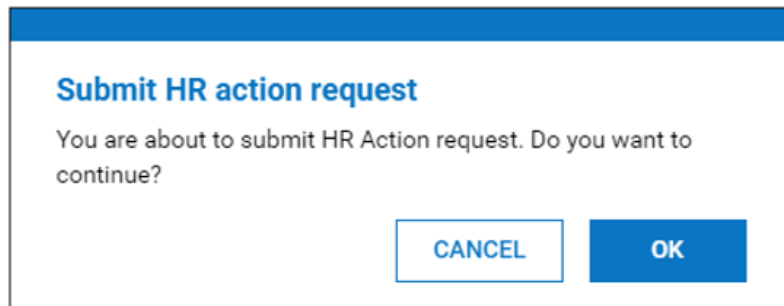 Submit HR action request
You are about to submit HR Action request. Do you want to
continue?
CANCEL OK